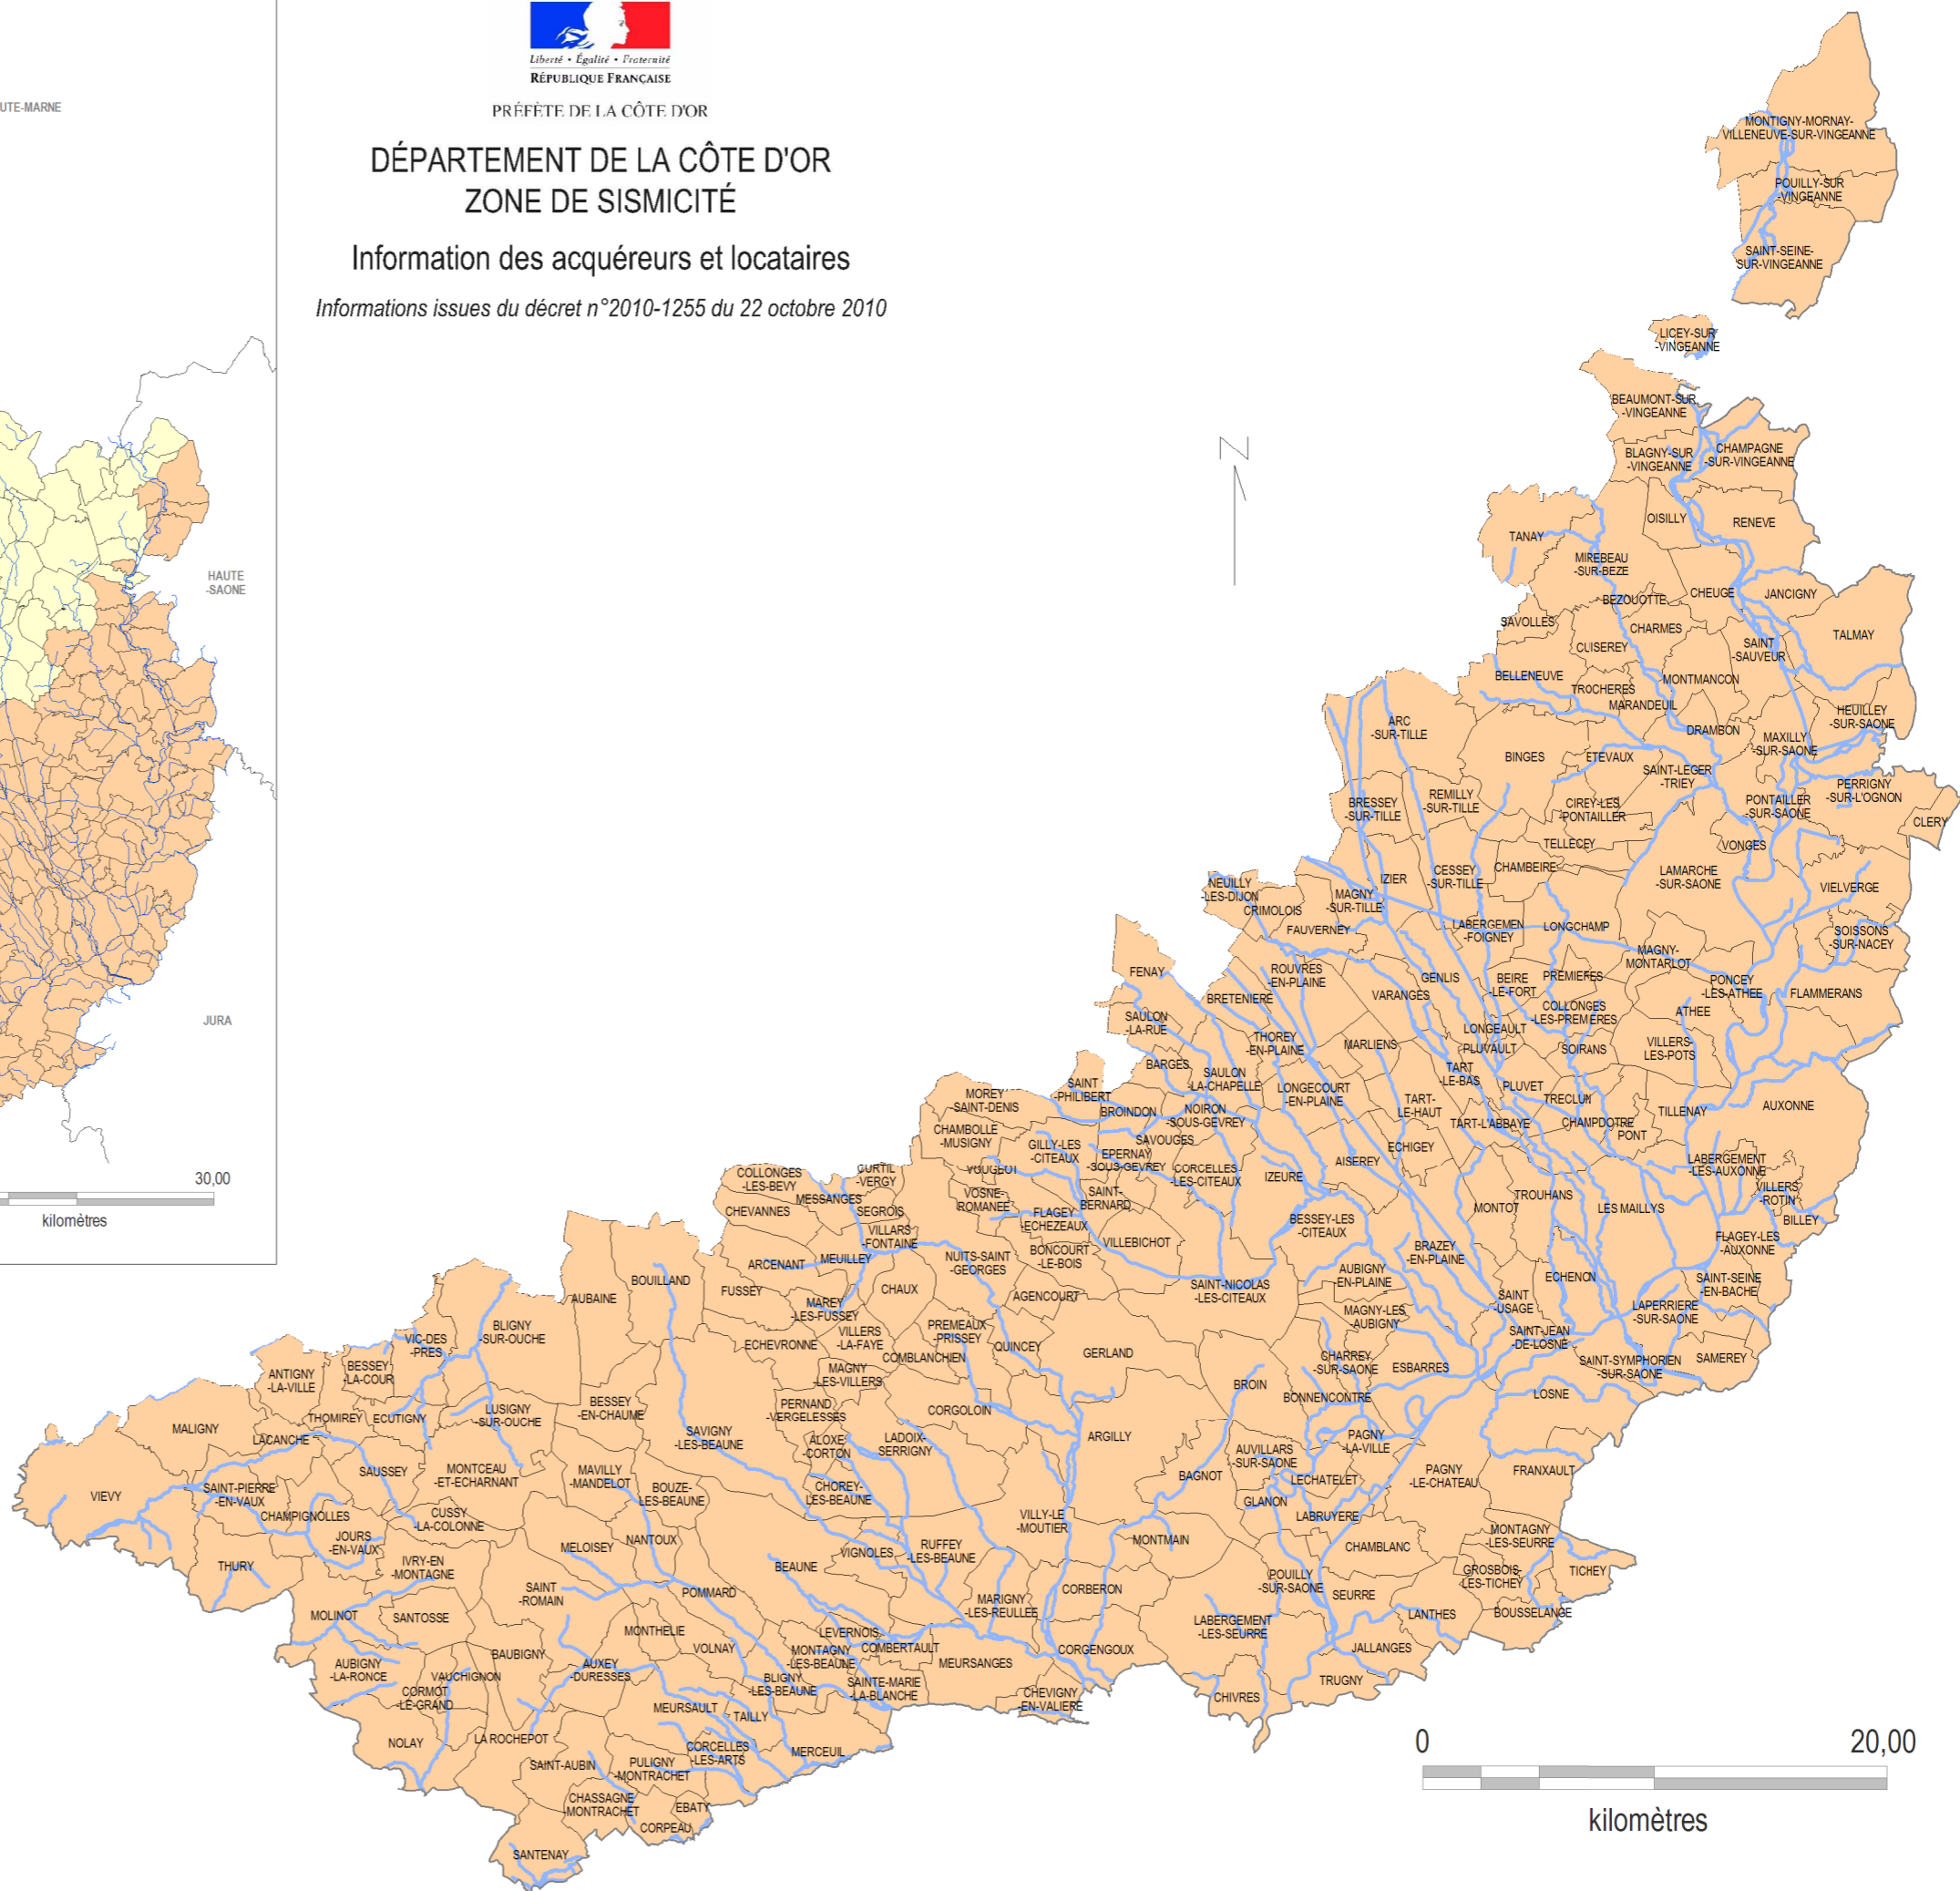 Liberté • Égalité • Fraternité
RÉPUBLIQUE FRANÇAISE
PRÉFÈTE DE LA CÔTE D'OR
DÉPARTEMENT DE LA CÔTE D'OR
ZONE DE SISMICITÉ
Information des acquéreurs et locataires
Informations issues du décret n°2010-1255 du 22 octobre 2010
UTE-MARNE
HAUTE
-SAONE
JURA
30,00
kilomètres
N
MONTIGNY-MORNAY-
VILLENEUVE-SUR-VINGEANNE
POUILLY-SUR
-VINGEANNE
SAINT-SEINE-
SUR-VINGEANNE
LICEY-SUR
-VINGEANNE
BEAUMONT-SUR
-VINGEANNE
BLAGNY-SUR
-VINGEANNE
CHAMPAGNE
-SUR-VINGEANNE
OISILLY
RENEVE
TANAY
MIREBEAU
-SUR-BEZE
BEZOUOTTE
CHEUGE
JANCIGNY
SAVOLLES
CHARMES
TALMAY
CUISEREY
SAINT
-SAUVEUR
BELLENEUVE
TROCHERES
MONTMANCON
MARANDEUIL
HEUILLEY
-SUR-SAONE
ARC
-SUR-TILLE
DRAMBON
MAXILLY
-SUR-SAONE
BINGES
ETEVAUX
SAINT-LEGER
-TRIEY
PERRIGNY
-SUR-L'OGNON
BRESSEY
-SUR-TILLE
REMILLY
-SUR-TILLE
CIREY-LES
-PONTAILLER
PONTAILLER
-SUR-SAONE
CLERY
TELLECEY
VONGES
CHAMBEIRE
LAMARCHE
-SUR-SAONE
VIELVERGE
NEUILLY
-LES-DIJON
CRIMOLOIS
IZIER
CESSEY
-SUR-TILLE
MAGNY
-SUR-TILLE
FAUVERNEY
LABERGEMEN
-FOIGNEY
LONGCHAMP
SOISSONS
-SUR-NACEY
MAGNY-
MONTARLOT
FENAY
ROUVRES
-EN-PLAINE
BRETENIERE
VARANGES
GENLIS
BEIRE
-LE-FORT
PREMIERES
PONCEY
-LES-ATHEE
FLAMMERANS
COLLONGES
-LES-PREMIERES
ATHEE
SAULON
-LA-RUE
THOREY
-EN-PLAINE
MARLIENS
LONGEAULT
PLUVAULT
SOIRANS
VILLERS-
LES-POTS
BARGES
SAULON
-LA-CHAPELLE
LONGECOURT
-EN-PLAINE
TART
-LE-BAS
PLUVET
TRECLUN
TART-
LE-HAUT
TILLENAY
AUXONNE
MOREY
-SAINT-DENIS
SAINT
-PHILIBERT
BROINDON
NOIRON
-SOUS-GEVREY
TART-L'ABBAYE
CHAMPDOTRE
PONT
CHAMBOLLE
-MUSIGNY
GILLY-LES
-CITEAUX
SAVOUGES
EPERNAY
-SOUS-GEVREY
CORCELLES
-LES-CITEAUX
IZEURE
AISEREY
ECHIGEY
LABERGEMENT
-LES-AUXONNE
VILLERS
-ROTIN
COLLONGES
-LES-BEVY
CURTIL
-VERGY
VOUGEOT
MESSANGES
CHEVANNES
SEGROIS
VOSNE-
ROMANEE
SAINT-
BERNARD
FLAGEY
-ECHEZEAUX
MONTOT
TROUHANS
LES MAILLYS
BILLEY
VILLARS
-FONTAINE
BESSEY-LES
-CITEAUX
VILLEBICHOT
BRAZEY
-EN-PLAINE
FLAGEY-LES
-AUXONNE
ARCENANT
MEUILLEY
NUITS-SAINT
-GEORGES
BONCOURT
-LE-BOIS
BOUILLAND
FUSSEY
CHAUX
AGENCOURT
SAINT-NICOLAS
-LES-CITEAUX
AUBIGNY
-EN-PLAINE
ECHENON
SAINT-SEINE
-EN-BACHE
AUBAINE
MAREY
-LES-FUSSEY
SAINT
-USAGE
LAPERRIERE
-SUR-SAONE
MAGNY-LES
-AUBIGNY
BLIGNY
-SUR-OUCHE
VIC-DES
-PRES
ECHEVRONNE
VILLERS
-LA-FAYE
PREMEAUX
-PRISSEY
QUINCEY
GERLAND
SAINT-JEAN
-DE-LOSNE
COMBLANCHIEN
CHARREY
-SUR-SAONE
ESBARRES
SAINT-SYMPHORIEN
-SUR-SAONE
SAMEREY
ANTIGNY
-LA-VILLE
BESSEY
-LA-COUR
MAGNY
-LES-VILLERS
BROIN
BONNENCONTRE
LOSNE
LUSIGNY
-SUR-OUCHE
BESSEY
-EN-CHAUME
PERNAND
-VERGELESSES
CORGOLOIN
THOMIREY
ECUTIGNY
MALIGNY
LACANCHE
SAVIGNY
-LES-BEAUNE
ALOXE-
CORTON
LADOIX-
SERRIGNY
ARGILLY
AUVILLARS
-SUR-SAONE
PAGNY
-LA-VILLE
SAUSSEY
MONTCEAU
-ET-ECHARNANT
MAVILLY
-MANDELOT
BOUZE-
LES-BEAUNE
CHOREY-
LES-BEAUNE
BAGNOT
LECHATELET
PAGNY
-LE-CHATEAU
FRANXAULT
VIEVY
SAINT-PIERRE
-EN-VAUX
CHAMPIGNOLLES
CUSSY
-LA-COLONNE
GLANON
LABRUYERE
VILLY-LE
-MOUTIER
JOURS
-EN-VAUX
MELOISEY
NANTOUX
VIGNOLES
RUFFEY
-LES-BEAUNE
MONTMAIN
CHAMBLANC
MONTAGNY
-LES-SEURRE
THURY
IVRY-EN
-MONTAGNE
BEAUNE
GROSBOIS-
LES-TICHEY
TICHEY
SAINT
-ROMAIN
POMMARD
CORBERON
POUILLY
-SUR-SAONE
SEURRE
MARIGNY
-LES-REULLEE
MOLINOT
SANTOSSE
LANTHES
BOUSSELANGE
LABERGEMENT
-LES-SEURRE
MONTHELIE
VOLNAY
LEVERNOIS
COMBERTAULT
MONTAGNY
-LES-BEAUNE
MEURSANGES
CORGENGOUX
JALLANGES
BAUBIGNY
AUXEY
-DURESSES
AUBIGNY
-LA-RONCE
VAUCHIGNON
CORMOT
-LE-GRAND
BLIGNY
-LES-BEAUNE
SAINTE-MARIE
-LA-BLANCHE
CHEVIGNY
-EN-VALIERE
CHIVRES
TRUGNY
MEURSAULT
TAILLY
NOLAY
LA ROCHEPOT
CORCELLES
-LES-ARTS
MERCEUIL
SAINT-AUBIN
PULIGNY
-MONTRACHET
CHASSAGNE
-MONTRACHET
EBATY
CORPEAU
SANTENAY
0
20,00
kilomètres